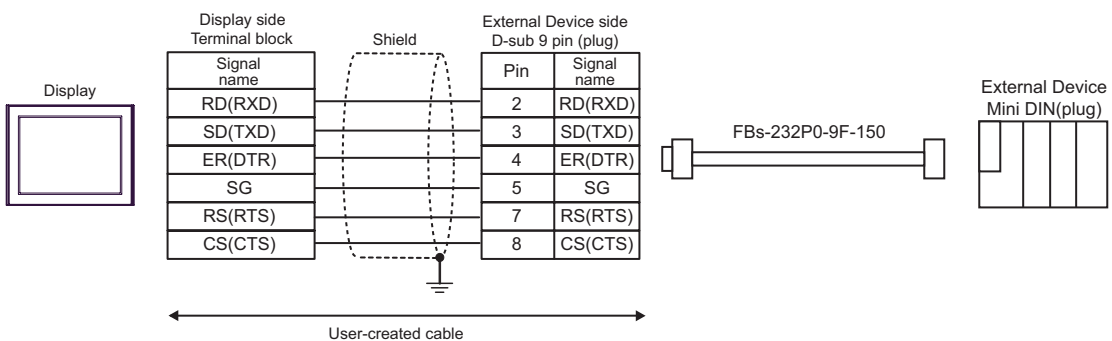 Display
Display side
Terminal block
Signal
name
RD(RXD)
SD(TXD)
ER(DTR)
SG
RS(RTS)
CS(CTS)
Shield
External Device side
D-sub 9 pin (plug)
Pin
Signal
name
2 RD(RXD)
3 SD(TXD)
4 ER(DTR)
5 SG
7 RS(RTS)
8 CS(CTS)
User-created cable
FBs-232P0-9F-150
External Device
Mini DIN(plug)